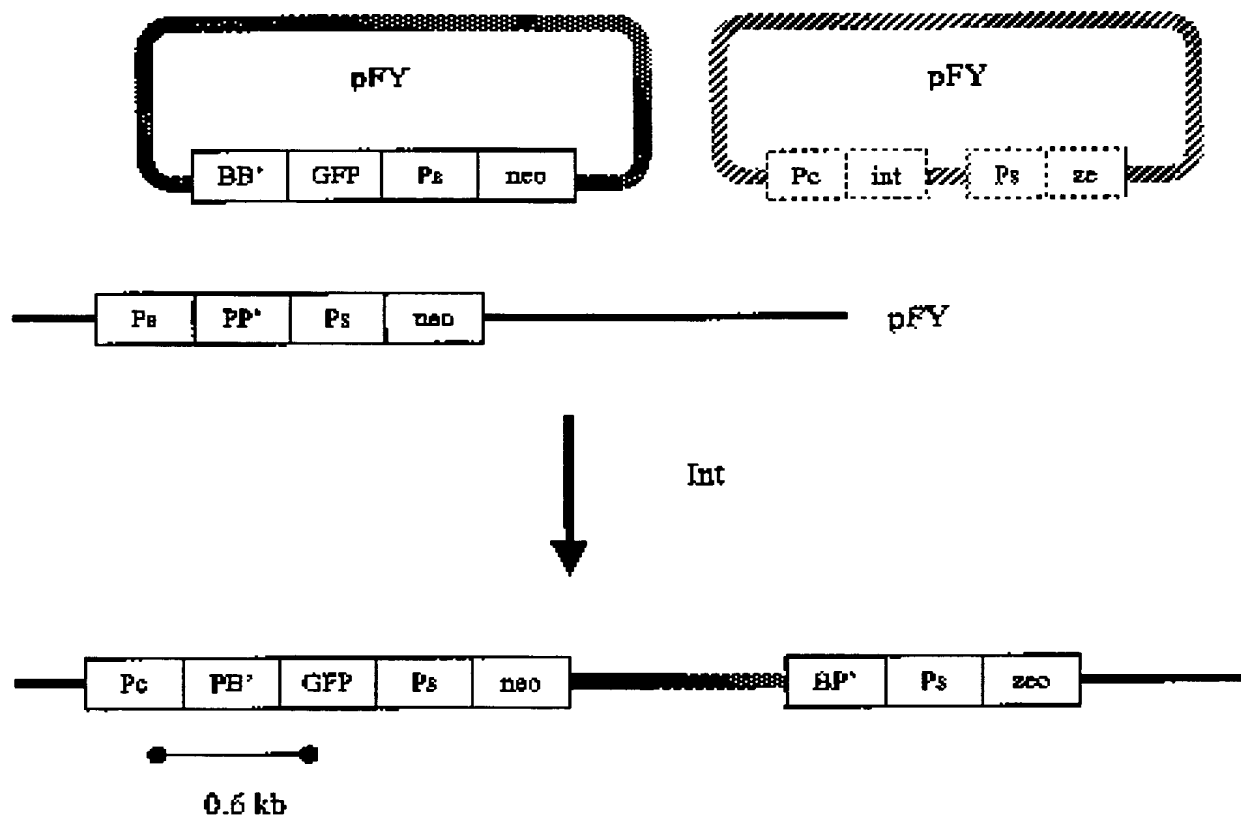 pFY
pFY
BB' GFP Ps neo
Pc int Ps ze
Ps PP' Ps neo
pFY
Int
Pc PB' GFP Ps neo BP' Ps zeo
0.6 kb